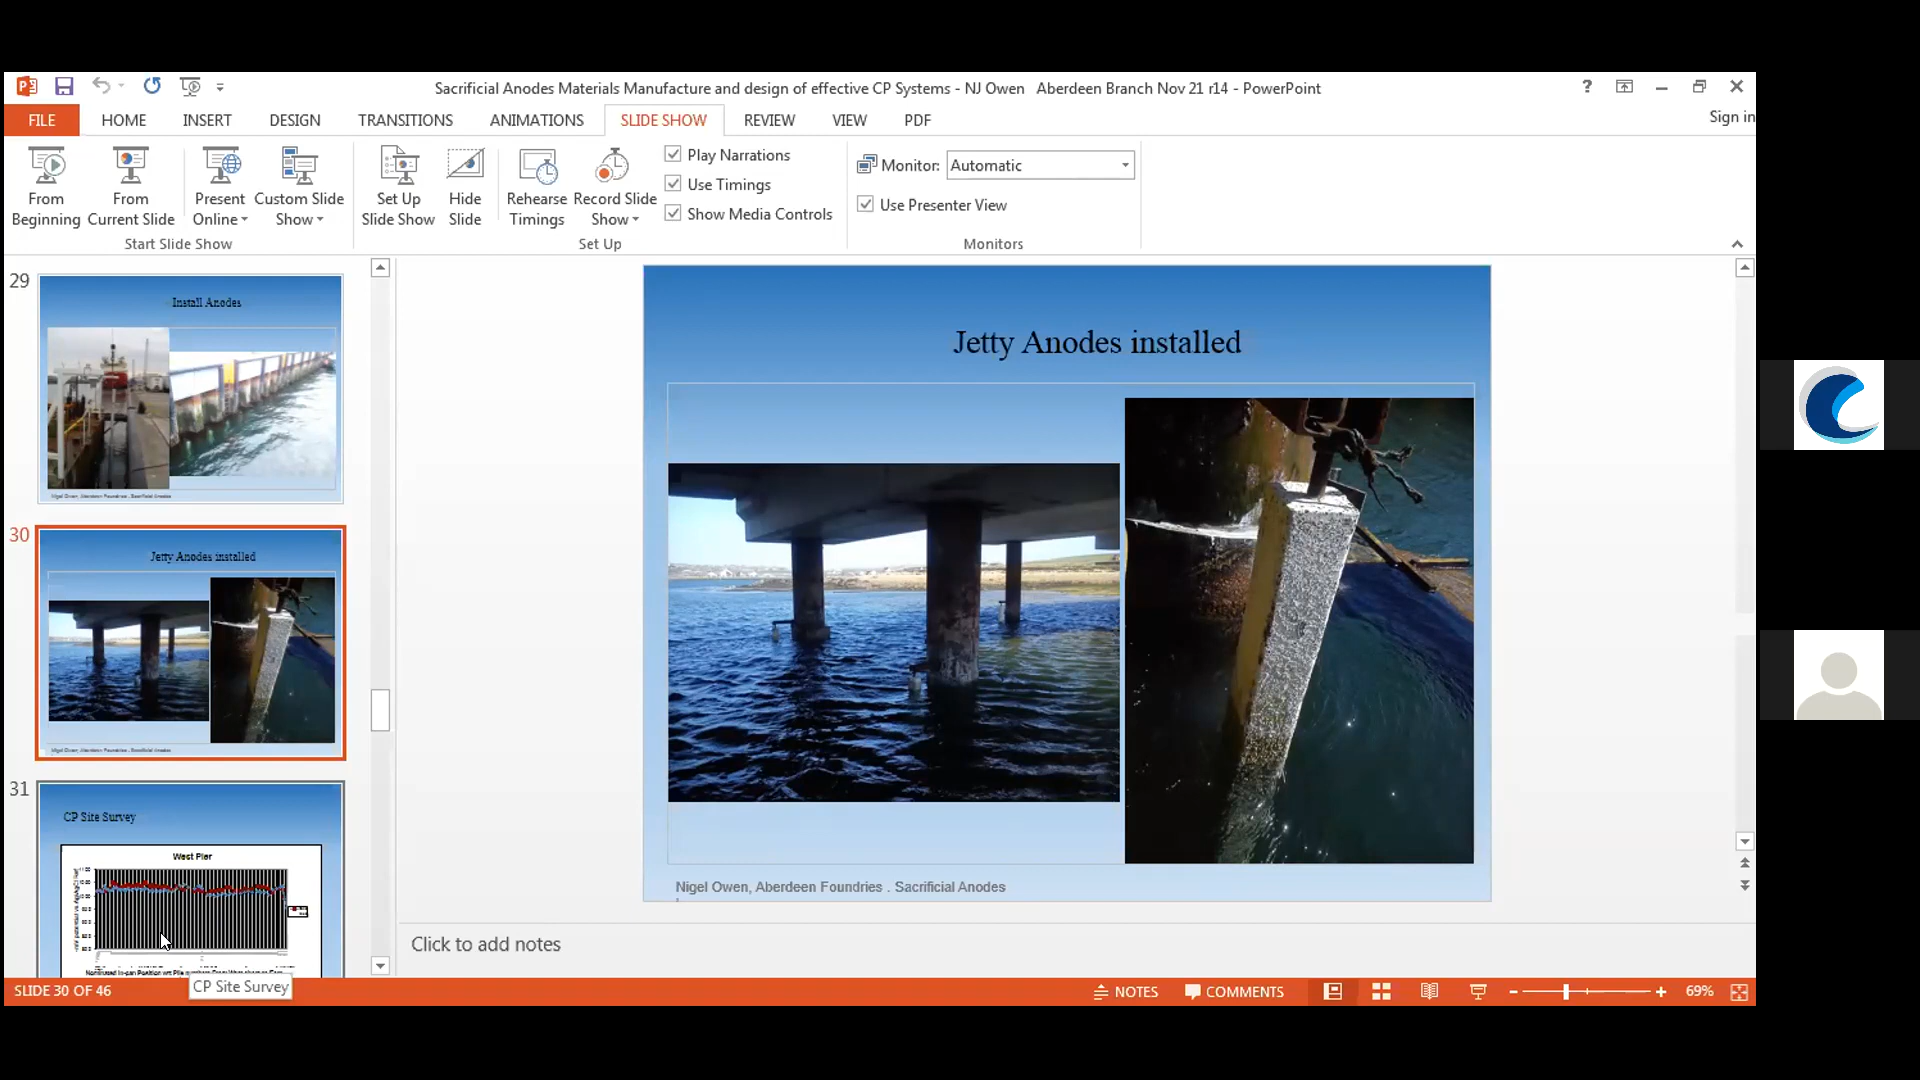 Sacrificial Anodes Materials Manufacture and design of effective CP Systems - NJ Owen   Aberdeen Branch Nov 21 r14 - PowerPoint
?
FILE HOME INSERT DESIGN TRANSITIONS ANIMATIONS SLIDE SHOW REVIEW VIEW PDF Sign in
From Beginning
From Current Slide
Present Online
Custom Slide Show
Start Slide Show
Set Up Slide Show
Hide Slide
Rehearse Timings
Record Slide Show
Play Narrations
Use Timings
Show Media Controls
Set Up
Monitor: Automatic
Use Presenter View
Monitors
29
Install Anodes
Nigel Owen, Aberdeen Foundries . Sacrificial Anodes
30
Jetty Anodes installed
Nigel Owen, Aberdeen Foundries . Sacrificial Anodes
31
CP Site Survey
West Pier
CP Site Survey
Jetty Anodes installed
Nigel Owen, Aberdeen Foundries . Sacrificial Anodes
Click to add notes
SLIDE 30 OF 46 NOTES COMMENTS 69%